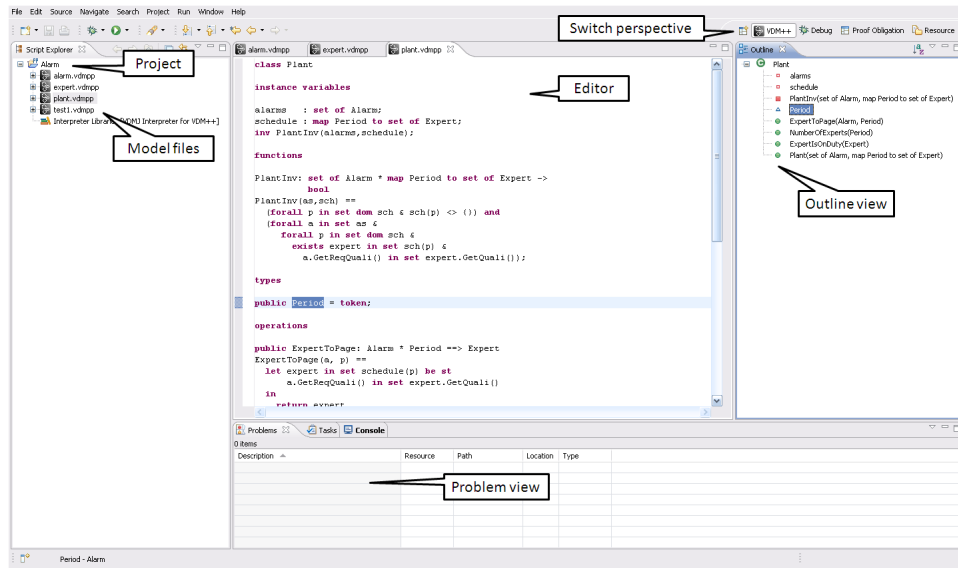 File Edit Source Navigate Search Project Run Window Help
Switch perspective
VDM++ Debug Proof Obligation Resource
Script Explorer
Project
Alarm
alarm.vdmpp
expert.vdmpp
plant.vdmpp
test1.vdmpp
Interpreter Libraries [VDMJ Interpreter for VDM++]
Model files
alarm.vdmpp expert.vdmpp plant.vdmpp
Editor
class Plant
instance variables
alarms : set of Alarm;
schedule : map Period to set of Expert;
inv PlantInv(alarms,schedule);
functions
PlantInv: set of Alarm * map Period to set of Expert ->
bool
PlantInv(as,sch) ==
(forall p in set dom sch & sch(p) <> {}) and
(forall a in set as &
forall p in set dom sch &
exists expert in set sch(p) &
a.GetReqQuali() in set expert.GetQuali());
types
public Period = token;
operations
public ExpertToPage: Alarm * Period ==> Expert
ExpertToPage(a, p) ==
let expert in set schedule(p) be st
a.GetReqQuali() in set expert.GetQuali()
in
return expert
Outline
Plant
alarms
schedule
PlantInv(set of Alarm, map Period to set of Expert)
Period
ExpertToPage(Alarm, Period)
NumberOfExperts(Period)
ExpertIsOnDuty(Expert)
Plant(set of Alarm, map Period to set of Expert)
Outline view
Problems Tasks Console
0 items
Description Resource Path Location Type
Problem view
Period - Alarm